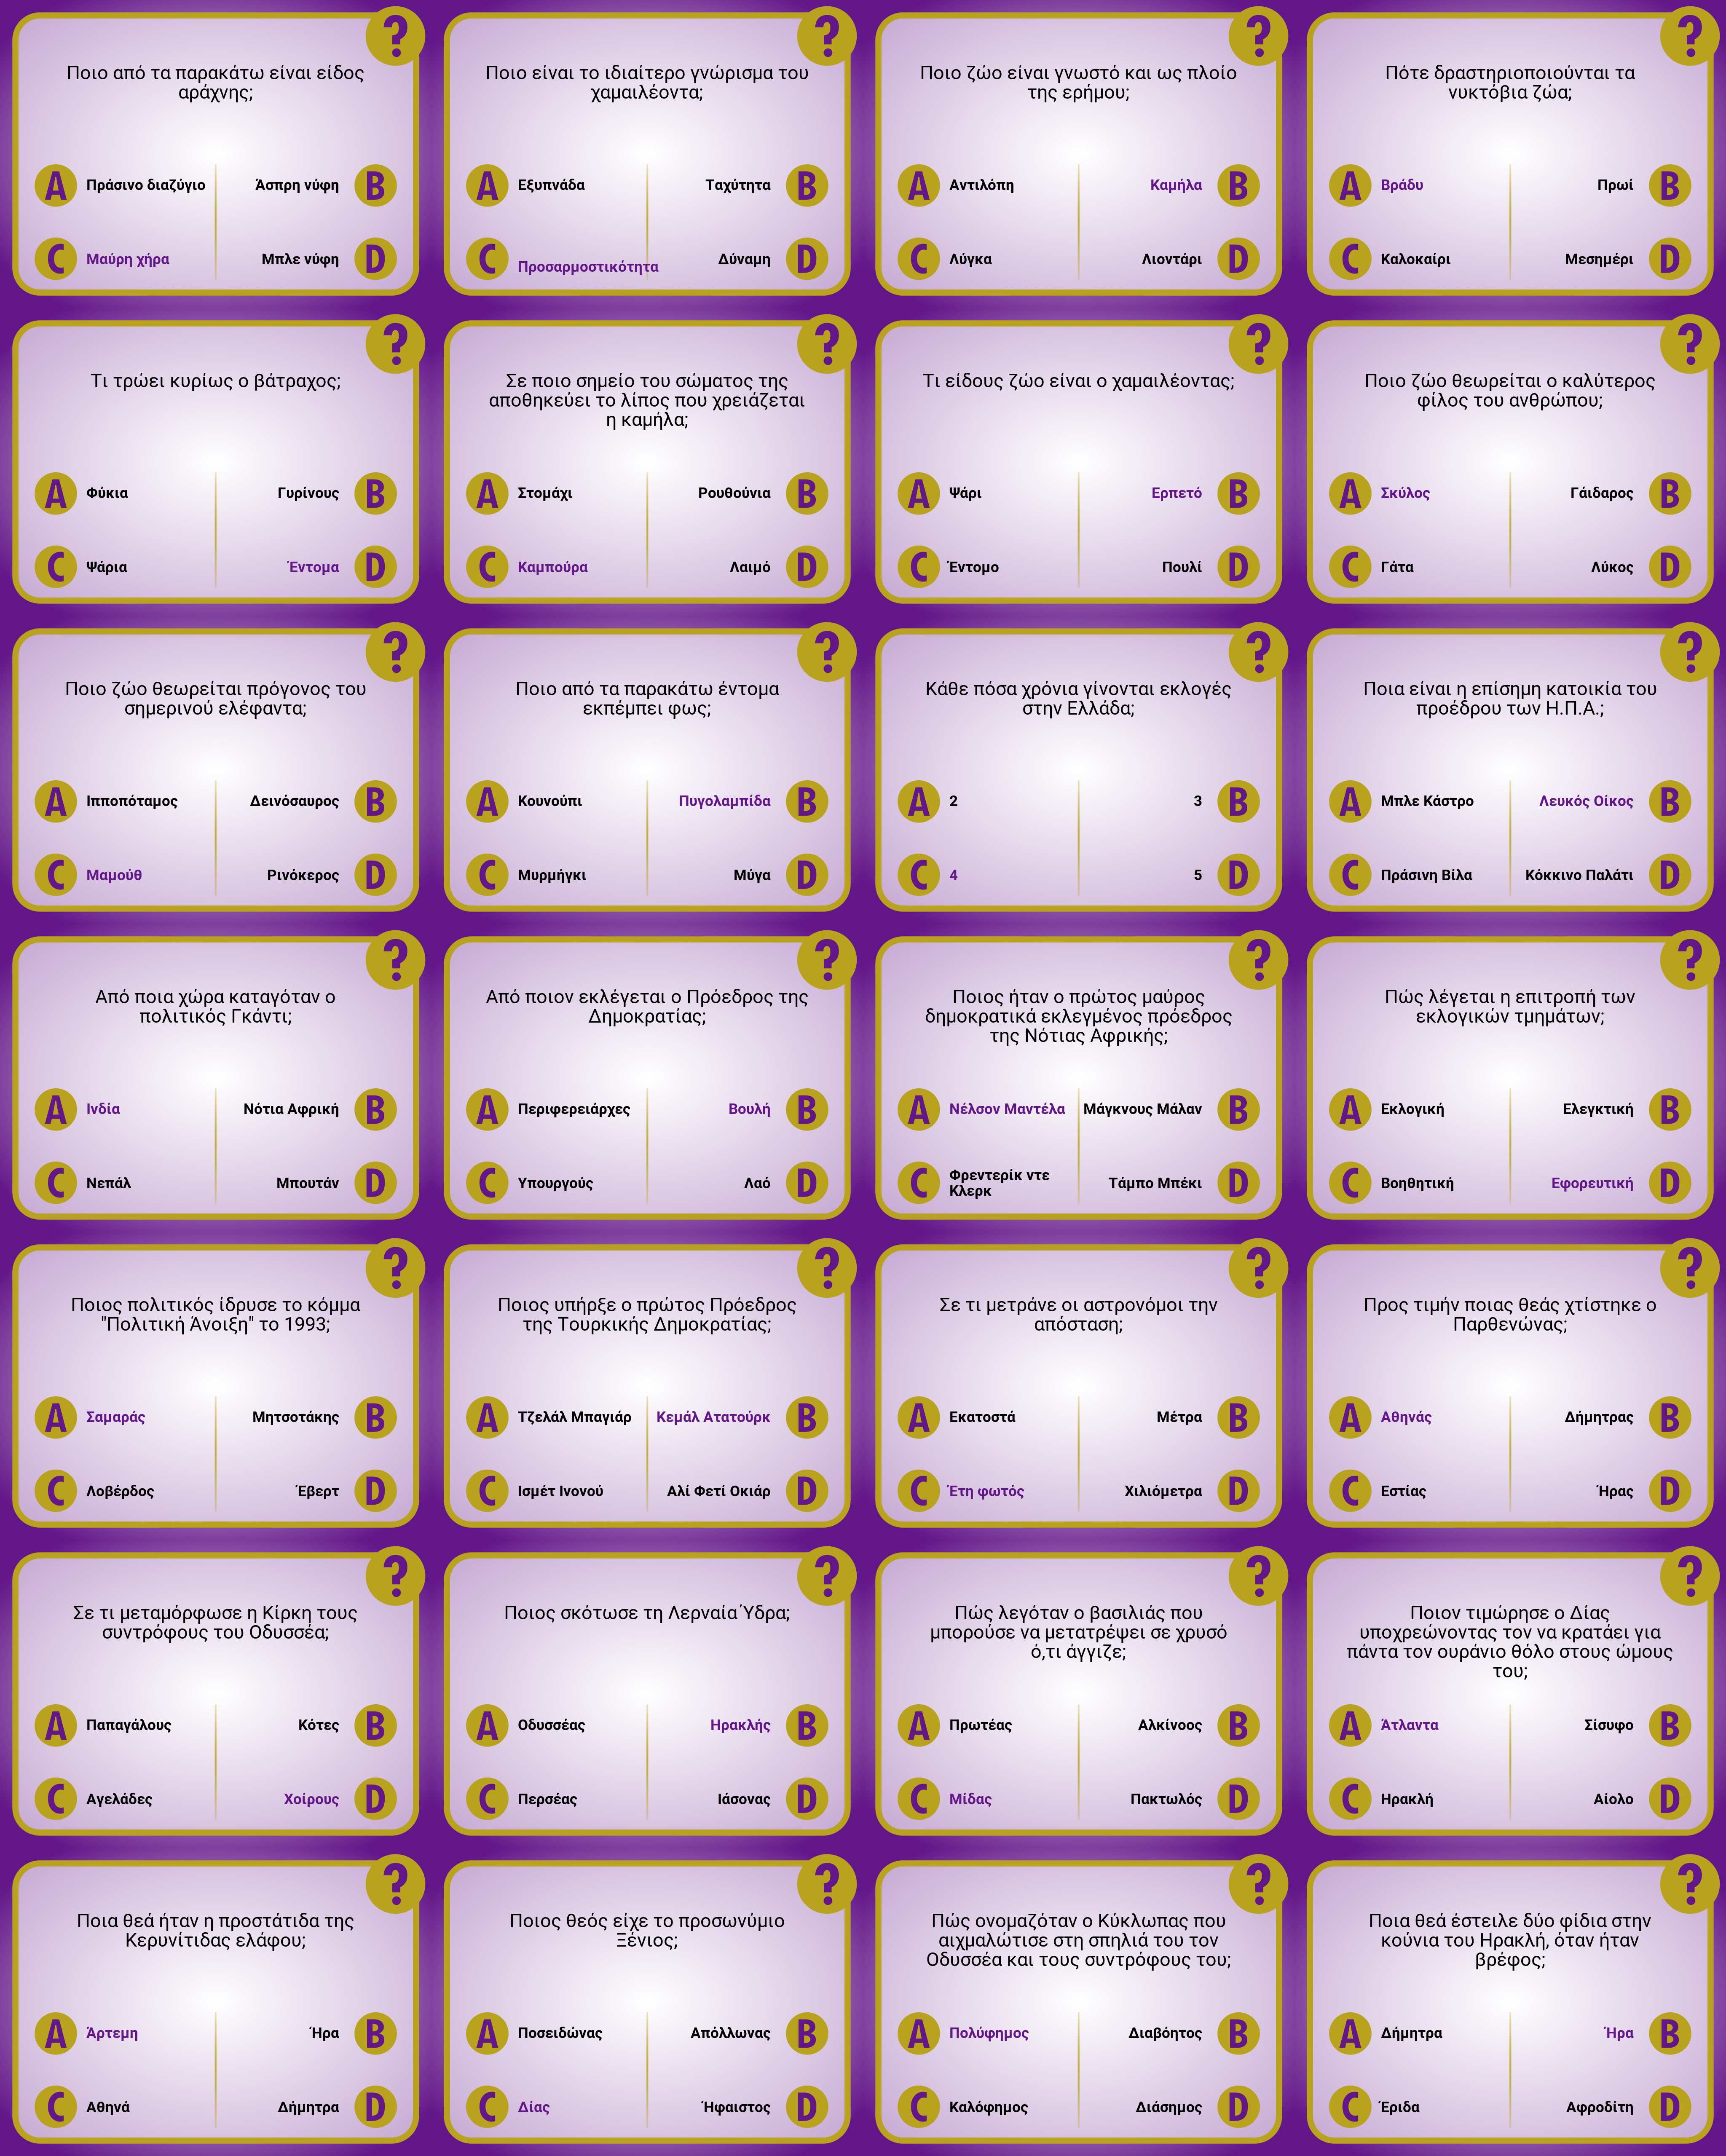 ?
Ποιο από τα παρακάτω είναι είδος
αράχνης;
A Πράσινο διαζύγιο Άσπρη νύφη B
C Μαύρη χήρα Μπλε νύφη D
?
Ποιο είναι το ιδιαίτερο γνώρισμα του
χαμαιλέοντα;
A Εξυπνάδα Ταχύτητα B
C Προσαρμοστικότητα Δύναμη D
?
Ποιο ζώο είναι γνωστό και ως πλοίο
της ερήμου;
A Αντιλόπη Καμήλα B
C Λύγκα Λιοντάρι D
?
Πότε δραστηριοποιούνται τα
νυκτόβια ζώα;
A Βράδυ Πρωί B
C Καλοκαίρι Μεσημέρι D
?
Τι τρώει κυρίως ο βάτραχος;
A Φύκια Γυρίνους B
C Ψάρια Έντομα D
?
Σε ποιο σημείο του σώματος της
αποθηκεύει το λίπος που χρειάζεται
η καμήλα;
A Στομάχι Ρουθούνια B
C Καμπούρα Λαιμό D
?
Τι είδους ζώο είναι ο χαμαιλέοντας;
A Ψάρι Ερπετό B
C Έντομο Πουλί D
?
Ποιο ζώο θεωρείται ο καλύτερος
φίλος του ανθρώπου;
A Σκύλος Γάιδαρος B
C Γάτα Λύκος D
?
Ποιο ζώο θεωρείται πρόγονος του
σημερινού ελέφαντα;
A Ιπποπόταμος Δεινόσαυρος B
C Μαμούθ Ρινόκερος D
?
Ποιο από τα παρακάτω έντομα
εκπέμπει φως;
A Κουνούπι Πυγολαμπίδα B
C Μυρμήγκι Μύγα D
?
Κάθε πόσα χρόνια γίνονται εκλογές
στην Ελλάδα;
A 2 3 B
C 4 5 D
?
Ποια είναι η επίσημη κατοικία του
προέδρου των Η.Π.Α.;
A Μπλε Κάστρο Λευκός Οίκος B
C Πράσινη Βίλα Κόκκινο Παλάτι D
?
Από ποια χώρα καταγόταν ο
πολιτικός Γκάντι;
A Ινδία Νότια Αφρική B
C Νεπάλ Μπουτάν D
?
Από ποιον εκλέγεται ο Πρόεδρος της
Δημοκρατίας;
A Περιφερειάρχες Βουλή B
C Υπουργούς Λαό D
?
Ποιος ήταν ο πρώτος μαύρος
δημοκρατικά εκλεγμένος πρόεδρος
της Νότιας Αφρικής;
A Νέλσον Μαντέλα Μάγκνους Μάλαν B
C Φρεντερίκ ντε
Κλερκ Τάμπο Μπέκι D
?
Πώς λέγεται η επιτροπή των
εκλογικών τμημάτων;
A Εκλογική Ελεγκτική B
C Βοηθητική Εφορευτική D
?
Ποιος πολιτικός ίδρυσε το κόμμα
"Πολιτική Άνοιξη" το 1993;
A Σαμαράς Μητσοτάκης B
C Λοβέρδος Έβερτ D
?
Ποιος υπήρξε ο πρώτος Πρόεδρος
της Τουρκικής Δημοκρατίας;
A Τζελάλ Μπαγιάρ Κεμάλ Ατατούρκ B
C Ισμέτ Ινονού Αλί Φετί Οκιάρ D
?
Σε τι μετράνε οι αστρονόμοι την
απόσταση;
A Εκατοστά Μέτρα B
C Έτη φωτός Χιλιόμετρα D
?
Προς τιμήν ποιας θεάς χτίστηκε ο
Παρθενώνας;
A Αθηνάς Δήμητρας B
C Εστίας Ήρας D
?
Σε τι μεταμόρφωσε η Κίρκη τους
συντρόφους του Οδυσσέα;
A Παπαγάλους Κότες B
C Αγελάδες Χοίρους D
?
Ποιος σκότωσε τη Λερναία Ύδρα;
A Οδυσσέας Ηρακλής B
C Περσέας Ιάσονας D
?
Πώς λεγόταν ο βασιλιάς που
μπορούσε να μετατρέψει σε χρυσό
ό,τι άγγιζε;
A Πρωτέας Αλκίνοος B
C Μίδας Πακτωλός D
?
Ποιον τιμώρησε ο Δίας
υποχρεώνοντας τον να κρατάει για
πάντα τον ουράνιο θόλο στους ώμους
του;
A Άτλαντα Σίσυφο B
C Ηρακλή Αίολο D
?
Ποια θεά ήταν η προστάτιδα της
Κερυνίτιδας ελάφου;
A Άρτεμη Ήρα B
C Αθηνά Δήμητρα D
?
Ποιος θεός είχε το προσωνύμιο
Ξένιος;
A Ποσειδώνας Απόλλωνας B
C Δίας Ήφαιστος D
?
Πώς ονομαζόταν ο Κύκλωπας που
αιχμαλώτισε στη σπηλιά του τον
Οδυσσέα και τους συντρόφους του;
A Πολύφημος Διαβόητος B
C Καλόφημος Διάσημος D
?
Ποια θεά έστειλε δύο φίδια στην
κούνια του Ηρακλή, όταν ήταν
βρέφος;
A Δήμητρα Ήρα B
C Έριδα Αφροδίτη D